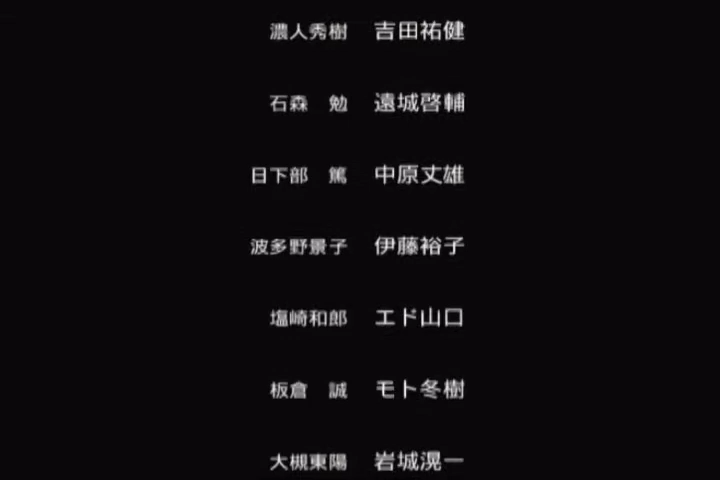 濃人秀樹 吉田祐健
石森 勉 遠城啓輔
日下部 篤 中原丈雄
波多野景子 伊藤裕子
塩崎和郎 エド山口
板倉 誠 モト冬樹
大槻東陽 岩城滉一